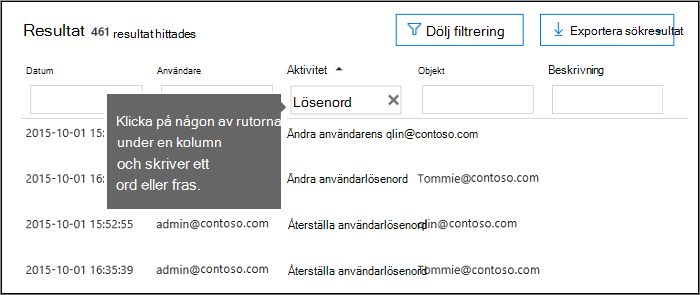 Resultat 461 resultat hittades Dölj filtrering Exportera sökresultat
Datum Användare Aktivitet Objekt Beskrivning
Lösenord
Klicka på någon av rutorna
under en kolumn
och skriver ett
ord eller fras.
2015-10-01 15: Ändra användarens qlin@contoso.com
2015-10-01 16: Ändra användarlösenord Tommie@contoso.com
2015-10-01 15:52:55 admin@contoso.com Återställa användarlösenord qlin@contoso.com
2015-10-01 16:35:39 admin@contoso.com Återställa användarlösenord Tommie@contoso.com